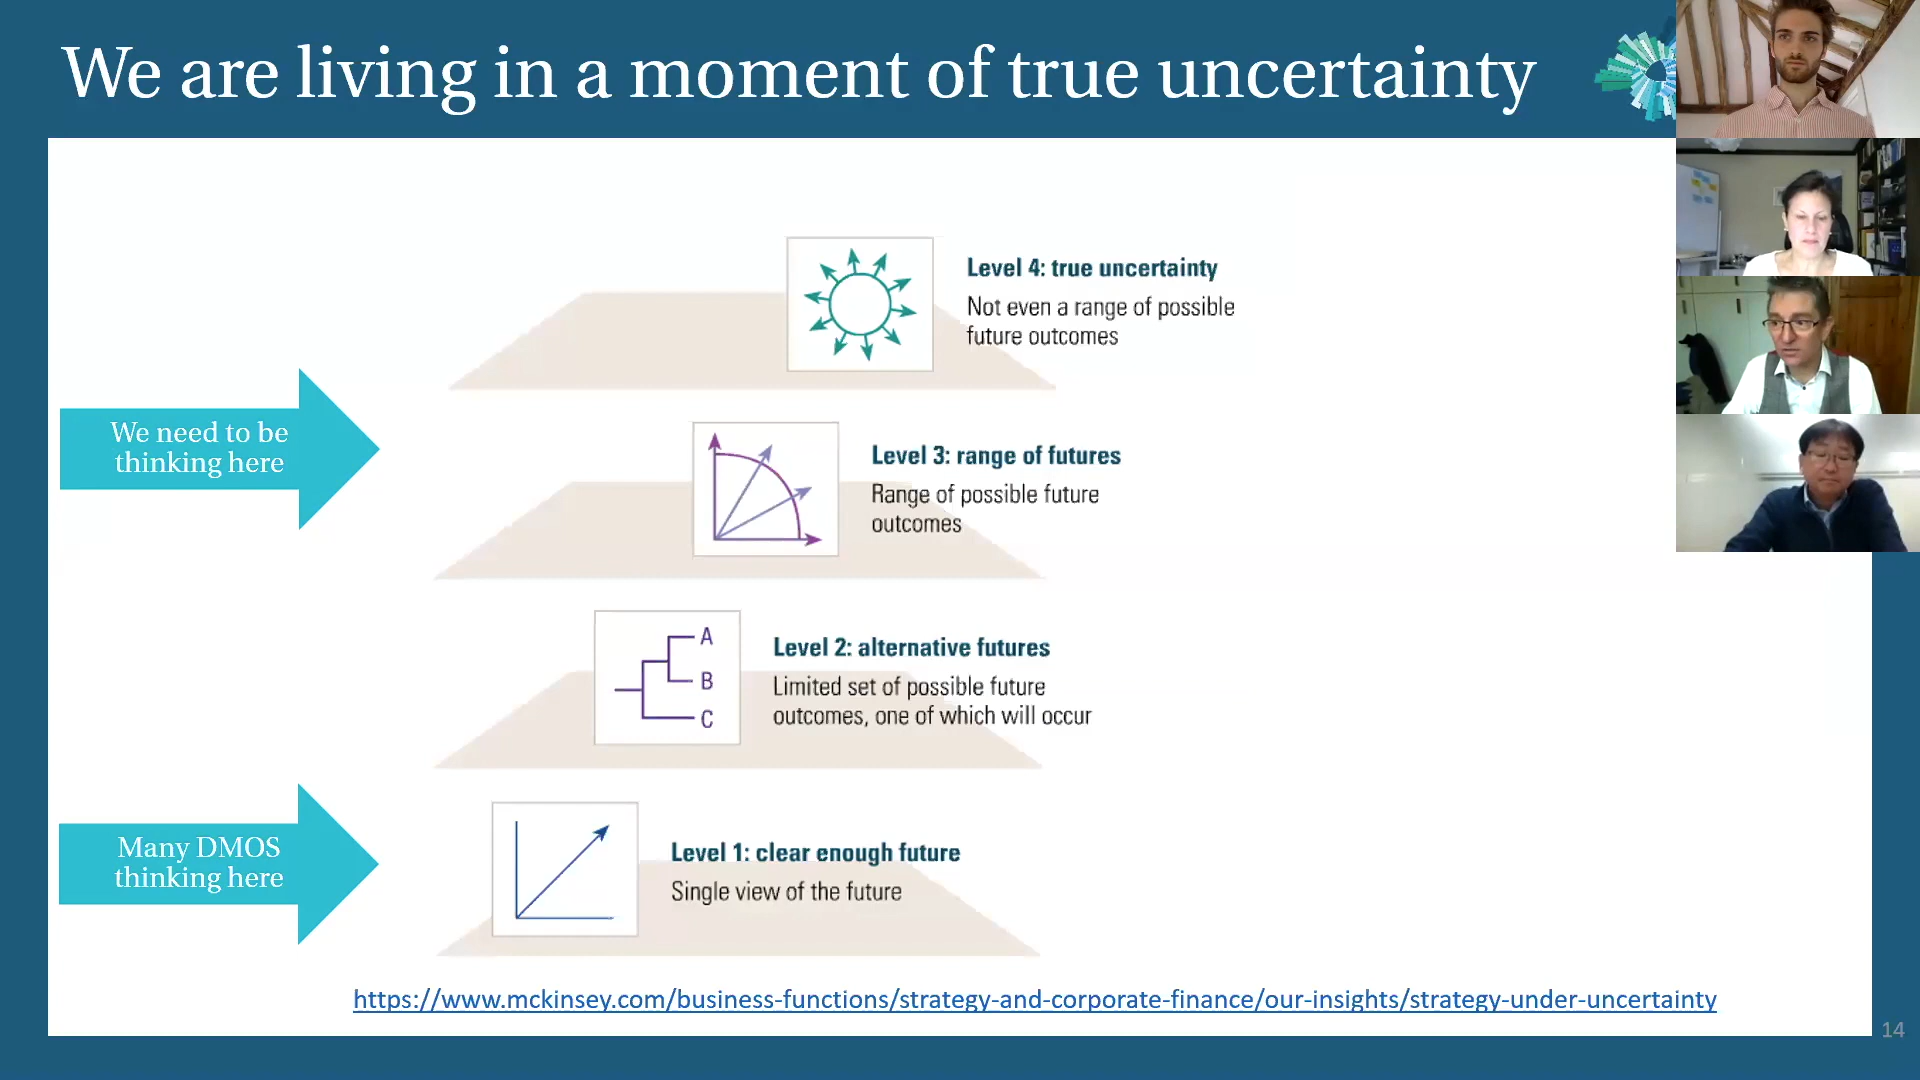 We are living in a moment of true uncertainty
Level 4: true uncertainty
Not even a range of possible
future outcomes
We need to be
thinking here
Level 3: range of futures
Range of possible future
outcomes
A
B
C
Level 2: alternative futures
Limited set of possible future
outcomes, one of which will occur
Many DMOS
thinking here
Level 1: clear enough future
Single view of the future
https://www.mckinsey.com/business-functions/strategy-and-corporate-finance/our-insights/strategy-under-uncertainty
14